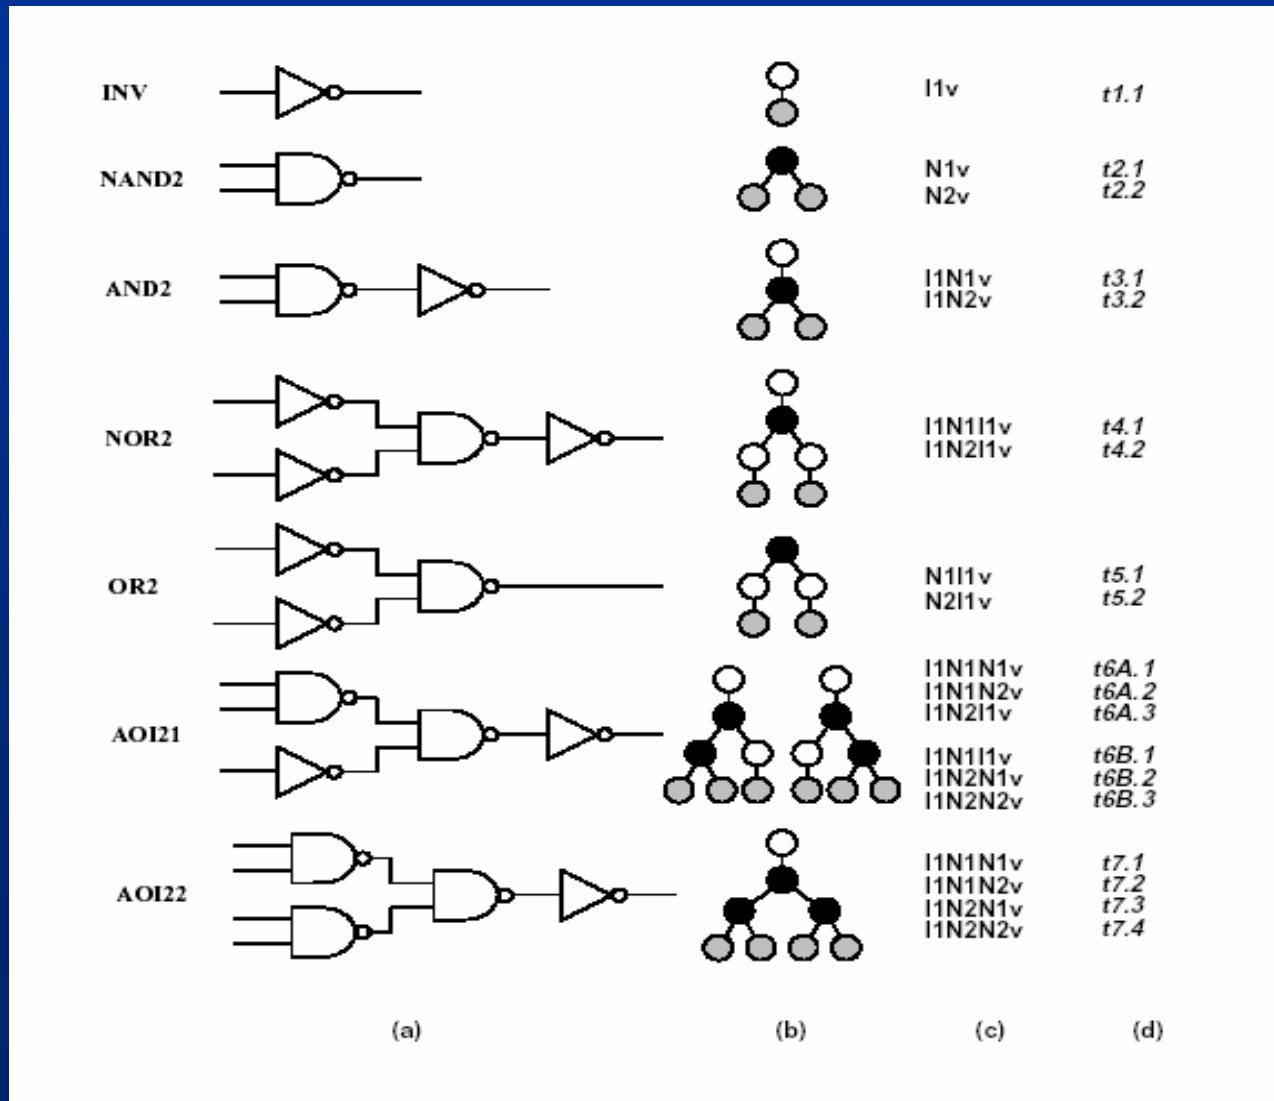 INV I1v t1.1
NAND2 N1v t2.1
N2v t2.2
AND2 I1N1v t3.1
I1N2v t3.2
NOR2 I1N1I1v t4.1
I1N2I1v t4.2
OR2 N1I1v t5.1
N2I1v t5.2
I1N1N1v t6A.1
I1N1N2v t6A.2
I1N2I1v t6A.3
AOI21
I1N1I1v t6B.1
I1N2N1v t6B.2
I1N2N2v t6B.3
I1N1N1v t7.1
AOI22 I1N1N2v t7.2
I1N2N1v t7.3
I1N2N2v t7.4
(a) (b) (c) (d)